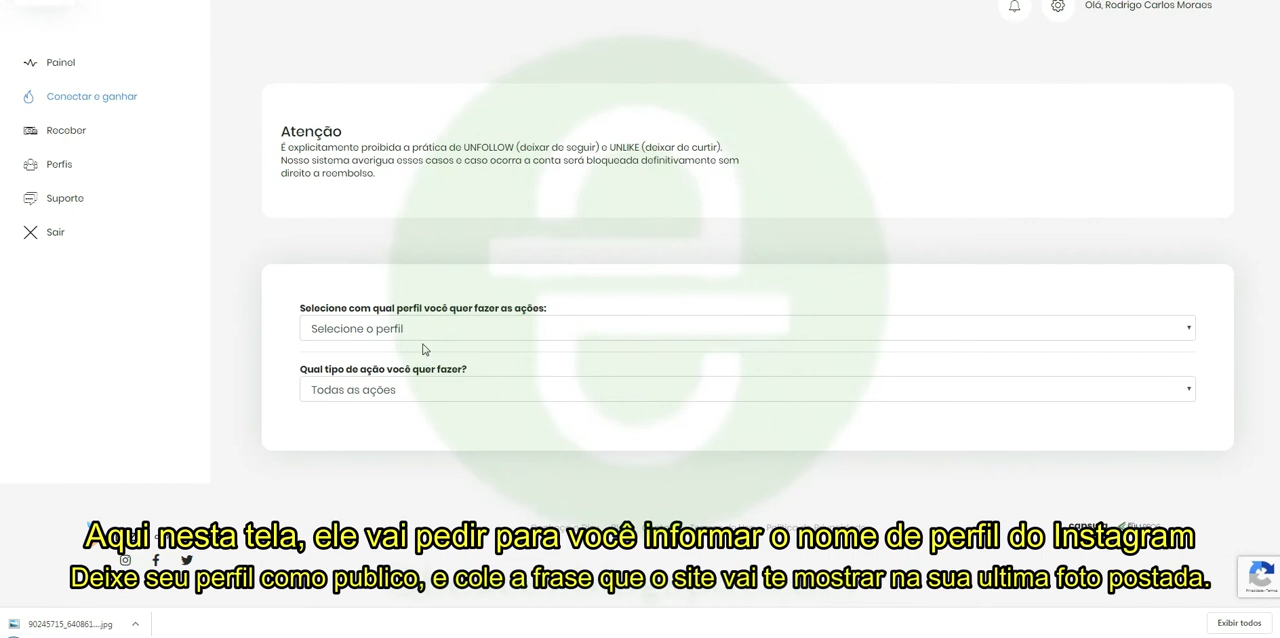 Olá, Rodrigo Carlos Moraes
Painel
Conectar e ganhar
Receber
Perfis
Suporte
Sair
Atenção
É explicitamente proibida a prática de UNFOLLOW (deixar de seguir) e UNLIKE (deixar de curtir).
Nosso sistema averigua esses casos e caso ocorra a conta será bloqueada definitivamente sem
direito a reembolso.
Selecione com qual perfil você quer fazer as ações:
Selecione o perfil
Qual tipo de ação você quer fazer?
Todas as ações
Aqui nesta tela, ele vai pedir para você informar o nome de perfil do Instagram
Deixe seu perfil como publico, e cole a frase que o site vai te mostrar na sua ultima foto postada.
90245715_640861....jpg
Exibir todos